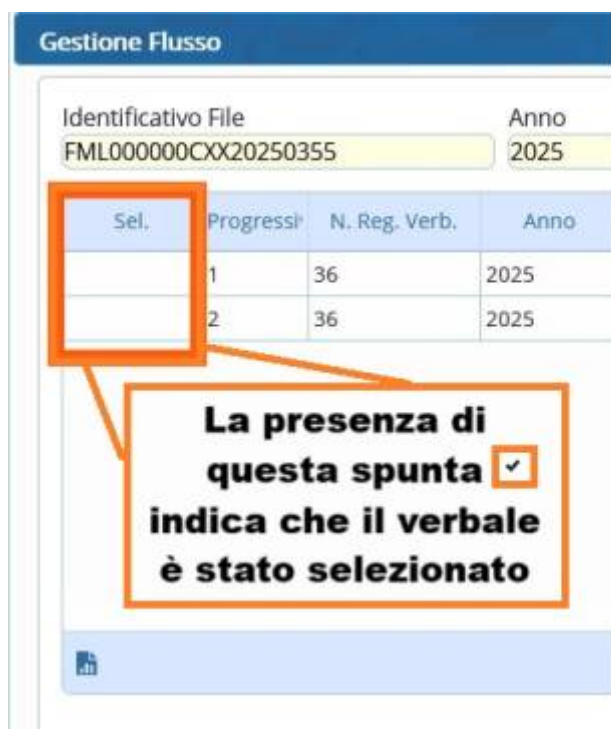 Gestione Flusso
Identificativo File Anno
FML000000CXX20250355 2025
Sel. Progressi N. Reg. Verb. Anno
1 36 2025
2 36 2025
La presenza di
questa spunta
indica che il verbale
è stato selezionato